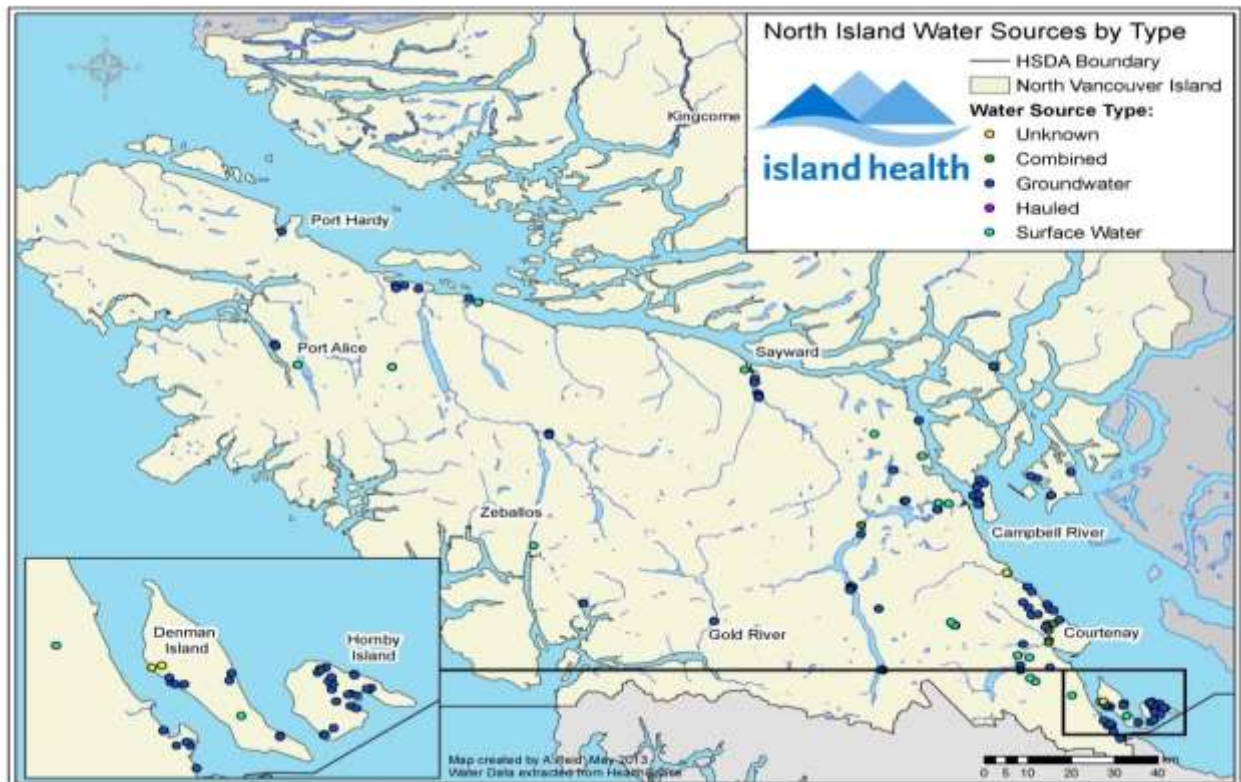 North Island Water Sources by Type
HSDA Boundary
North Vancouver Island
Water Source Type:
Unknown
Combined
Groundwater
Hauled
Surface Water
island health
Kingcome
Port Hardy
Port Alice
Sayward
Zeballos
Campbell River
Gold River
Courtenay
Denman
Island
Hornby
Island
Map created by A Reid, May 2013
Water Data extracted from
0 5 10 20 30 40